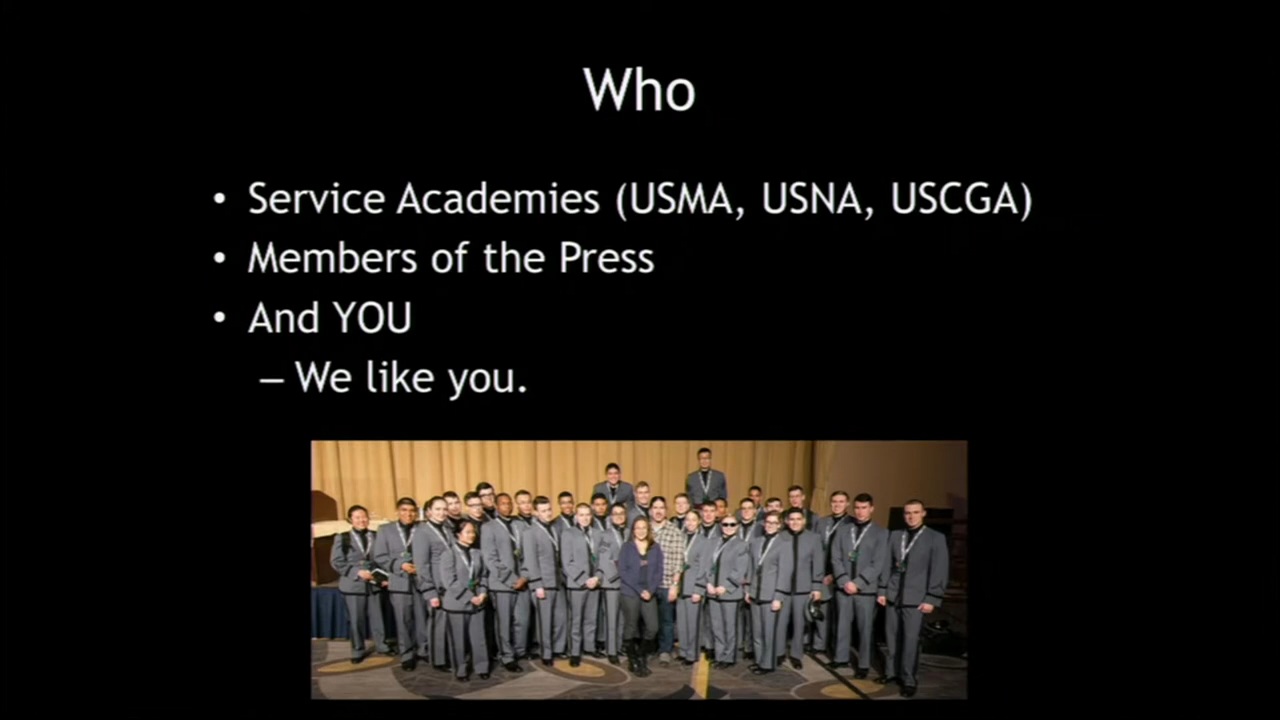 Who
• Service Academies (USMA, USNA, USCGA)
• Members of the Press
• And YOU
– We like you.